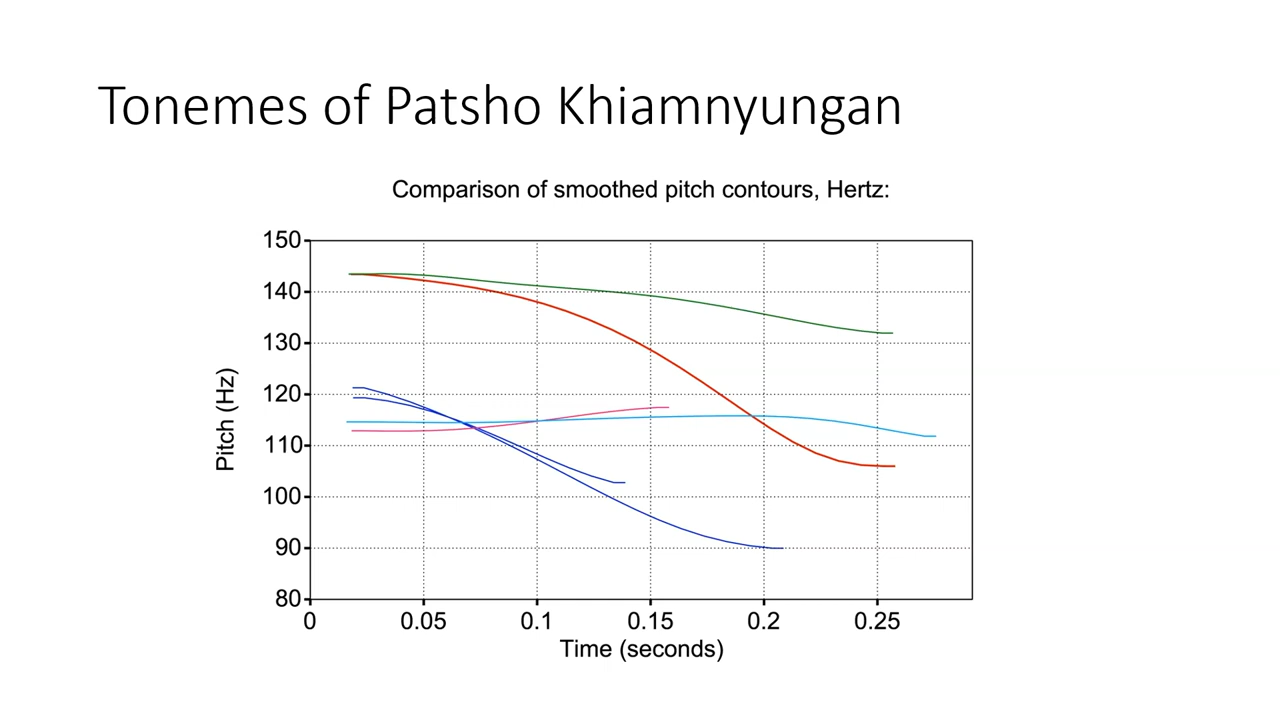 Tonemes of Patsho Khiamnyungan
Comparison of smoothed pitch contours, Hertz:
150
140
130
120
110
100
90
80
Pitch (Hz)
0 0.05 0.1 0.15 0.2 0.25
Time (seconds)